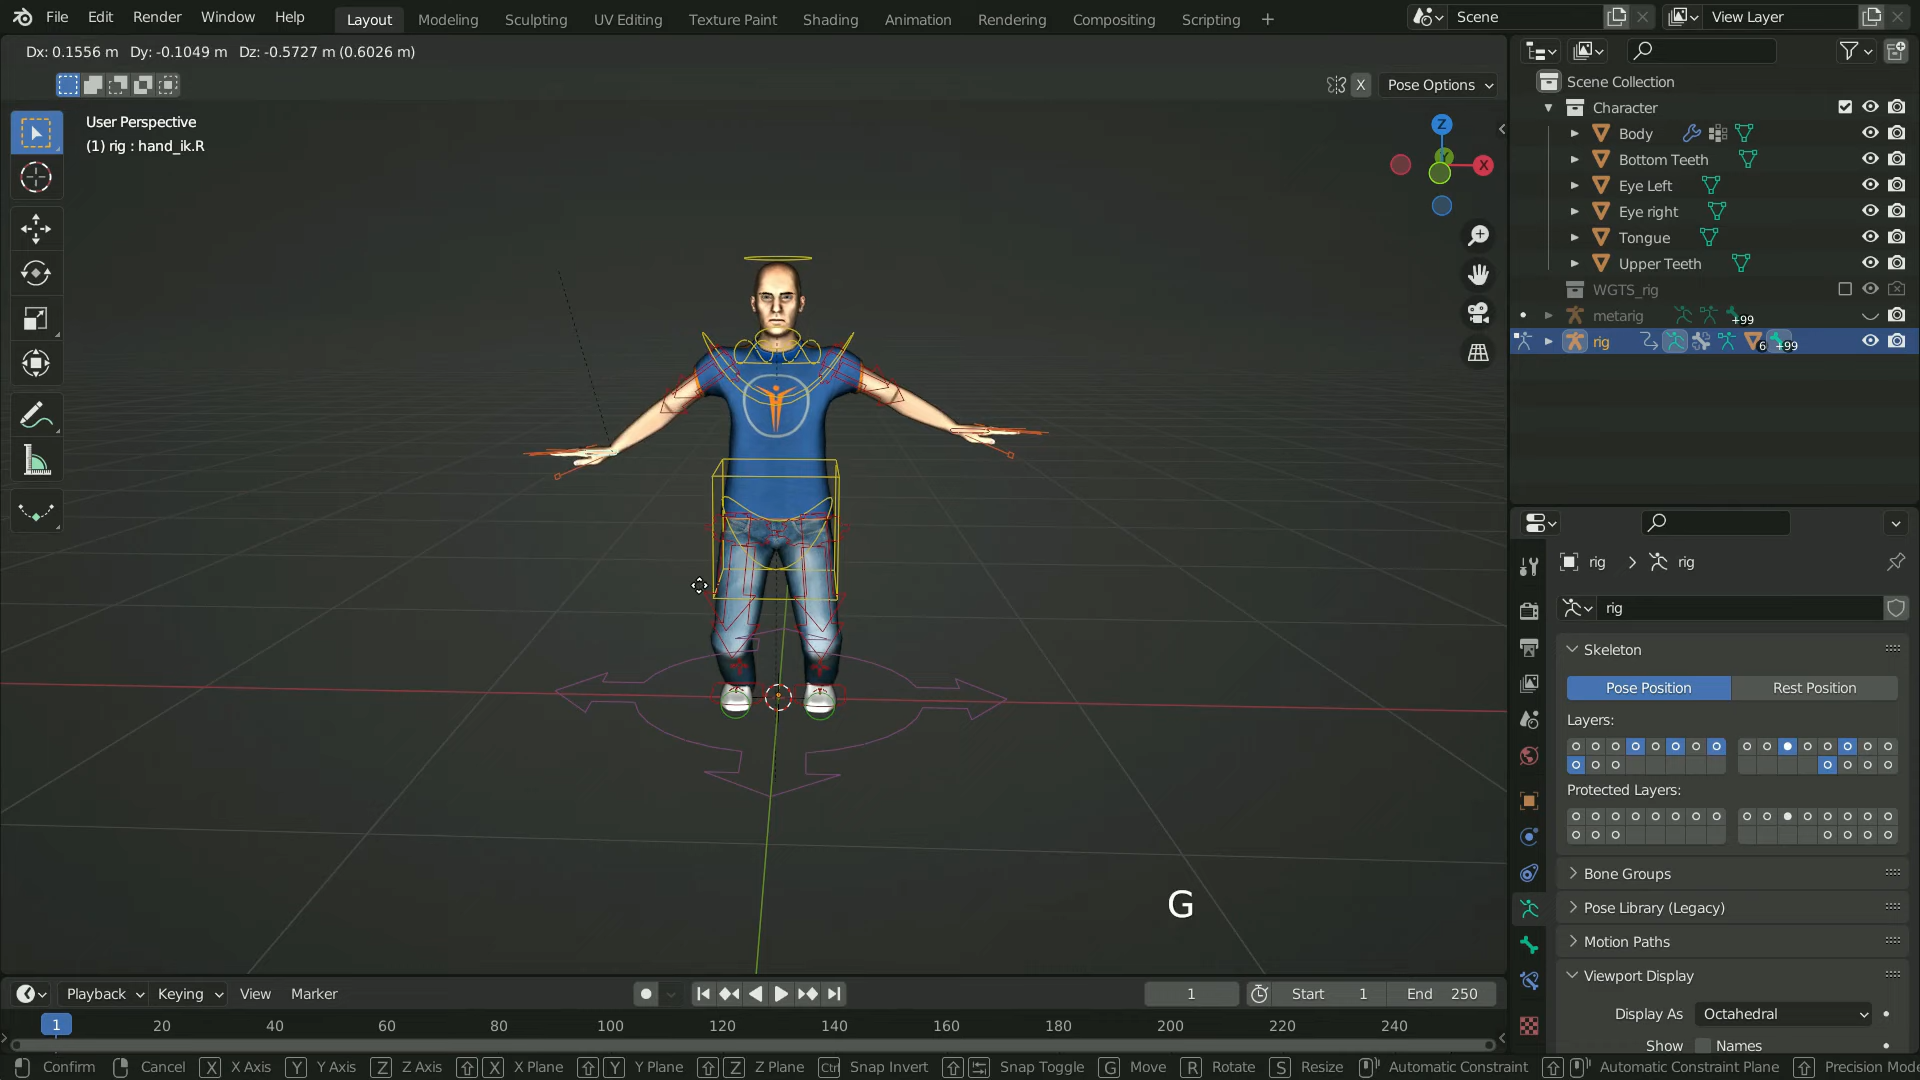 File Edit Render Window Help Layout Modeling Sculpting UV Editing Texture Paint Shading Animation Rendering Compositing Scripting Scene View Layer
Dx: 0.1556 m Dy: -0.1049 m Dz: -0.5727 m (0.6026 m)
X Pose Options
User Perspective
(1) rig : hand_ik.R
Z
Y
X
Scene Collection
Character
Body
Bottom Teeth
Eye Left
Eye right
Tongue
Upper Teeth
WGTS_rig
metarig +99
rig 6 +99
rig rig
rig
Skeleton
Pose Position Rest Position
Layers:
Protected Layers:
Bone Groups
Pose Library (Legacy)
Motion Paths
Viewport Display
Display As Octahedral
Show Names
G
Playback Keying View Marker 1 Start 1 End 250
1 20 40 60 80 100 120 140 160 180 200 220 240
Confirm Cancel X X Axis Y Y Axis Z Z Axis X X Plane Y Y Plane Z Z Plane Ctrl Snap Invert Snap Toggle G Move R Rotate S Resize Automatic Constraint Automatic Constraint Plane Precision Mode